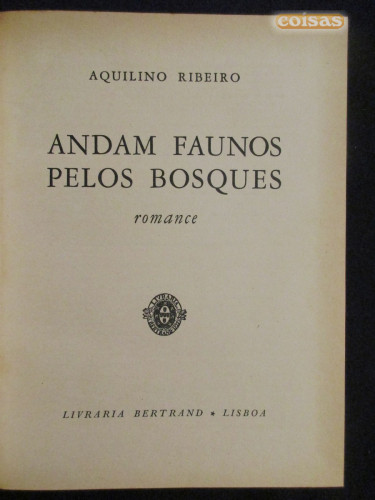 coisas
AQUILINO RIBEIRO
ANDAM FAUNOS
PELOS BOSQUES
romance
LIVRARIA BERTRAND • LISBOA